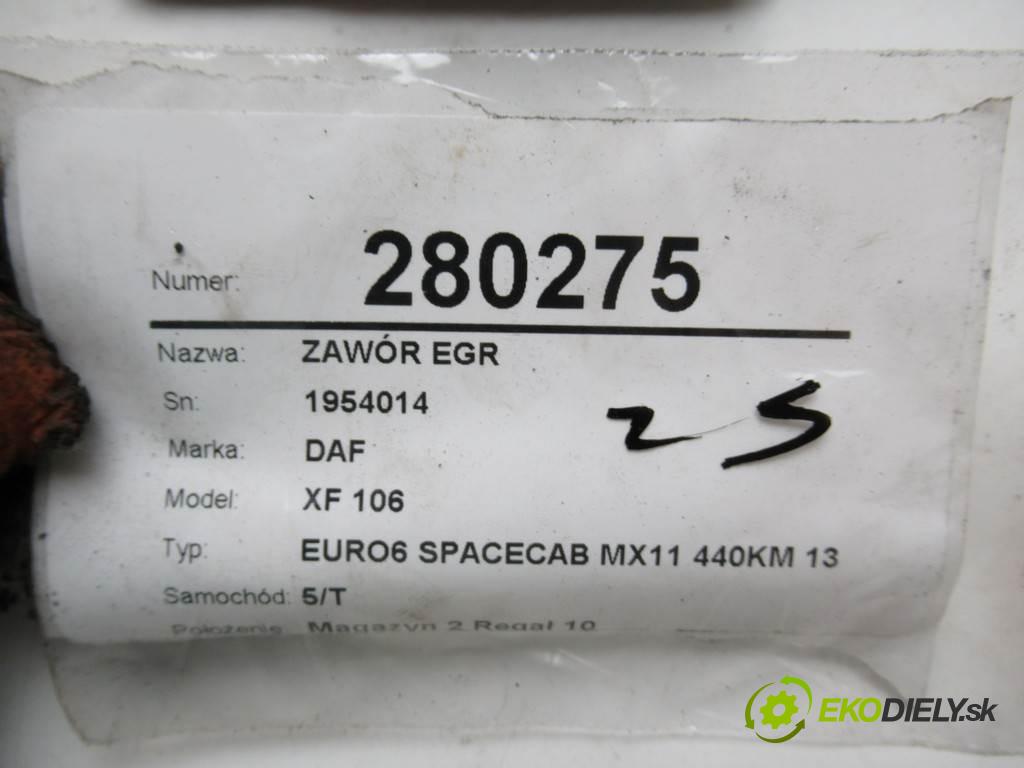 Numer: 280275
Nazwa: ZAWÓR EGR
Sn: 1954014
25
Marka: DAF
Model: XF 106
Typ: EURO6 SPACECAB MX11 440KM 13
Samochód: 5/T
Położenie: Magazyn 2 Regał 10
EKODIELY.sk